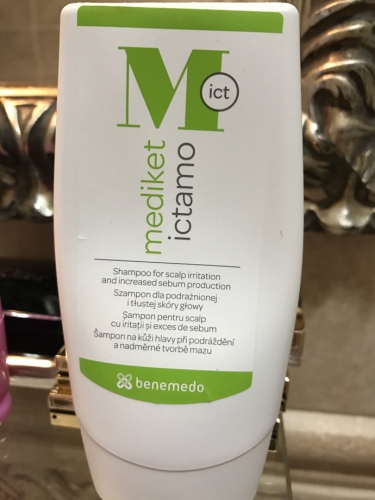 M
ict
mediket
ictamo
Shampoo for scalp irritation
and increased sebum production
Szampon dla podrażnionej
i tłustej skóry głowy
Șampon pentru scalp
cu iritații și exces de sebum
Šampon na kůži hlavy při podráždění
a nadměrné tvorbě mazu
benemedo